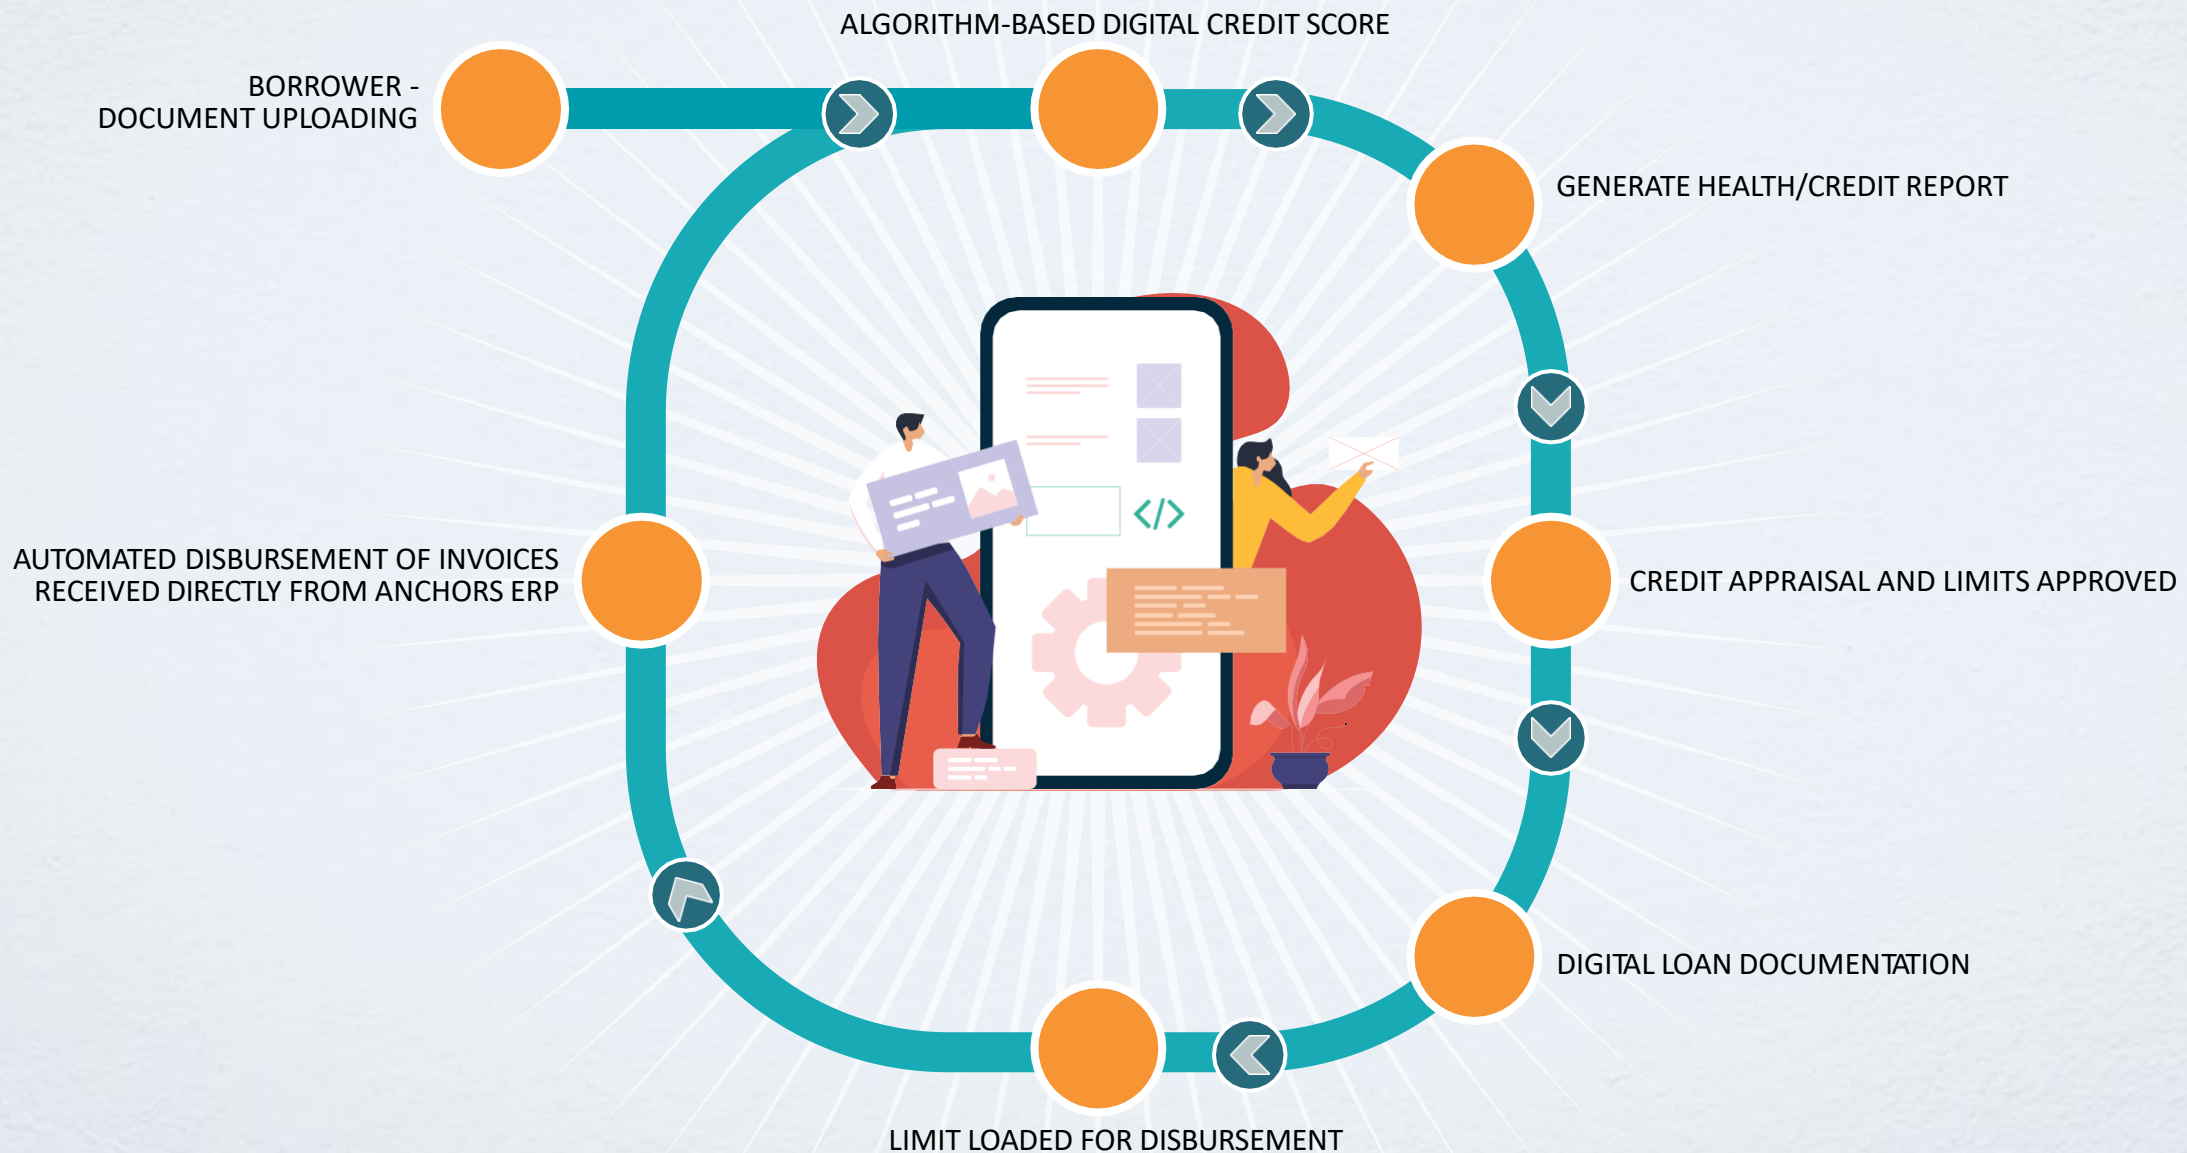 ALGORITHM-BASED DIGITAL CREDIT SCORE
BORROWER -
DOCUMENT UPLOADING
GENERATE HEALTH/CREDIT REPORT
AUTOMATED DISBURSEMENT OF INVOICES
RECEIVED DIRECTLY FROM ANCHORS ERP
CREDIT APPRAISAL AND LIMITS APPROVED
DIGITAL LOAN DOCUMENTATION
LIMIT LOADED FOR DISBURSEMENT